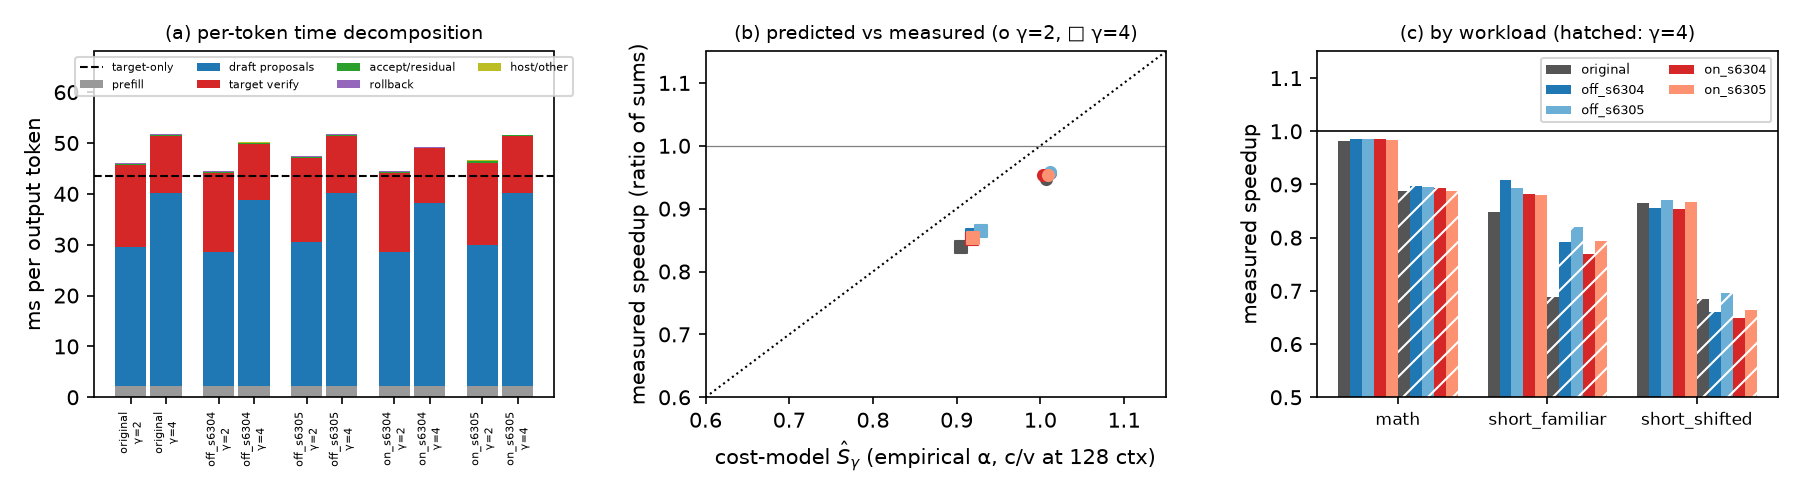 (a) per-token time decomposition
target-only
prefill
draft proposals
target verify
accept/residual
rollback
host/other
ms per output token
60
50
40
30
20
10
0
original
γ=2
original
γ=4
off_s6304
γ=2
off_s6304
γ=4
off_s6305
γ=2
off_s6305
γ=4
on_s6304
γ=2
on_s6304
γ=4
on_s6305
γ=2
on_s6305
γ=4
(b) predicted vs measured (o γ=2, □ γ=4)
measured speedup (ratio of sums)
1.1
1.0
0.9
0.8
0.7
0.6
0.6 0.7 0.8 0.9 1.0 1.1
cost-model Ŝγ (empirical α, c/v at 128 ctx)
(c) by workload (hatched: γ=4)
original
off_s6304
off_s6305
on_s6304
on_s6305
measured speedup
1.1
1.0
0.9
0.8
0.7
0.6
0.5
math short_familiar short_shifted